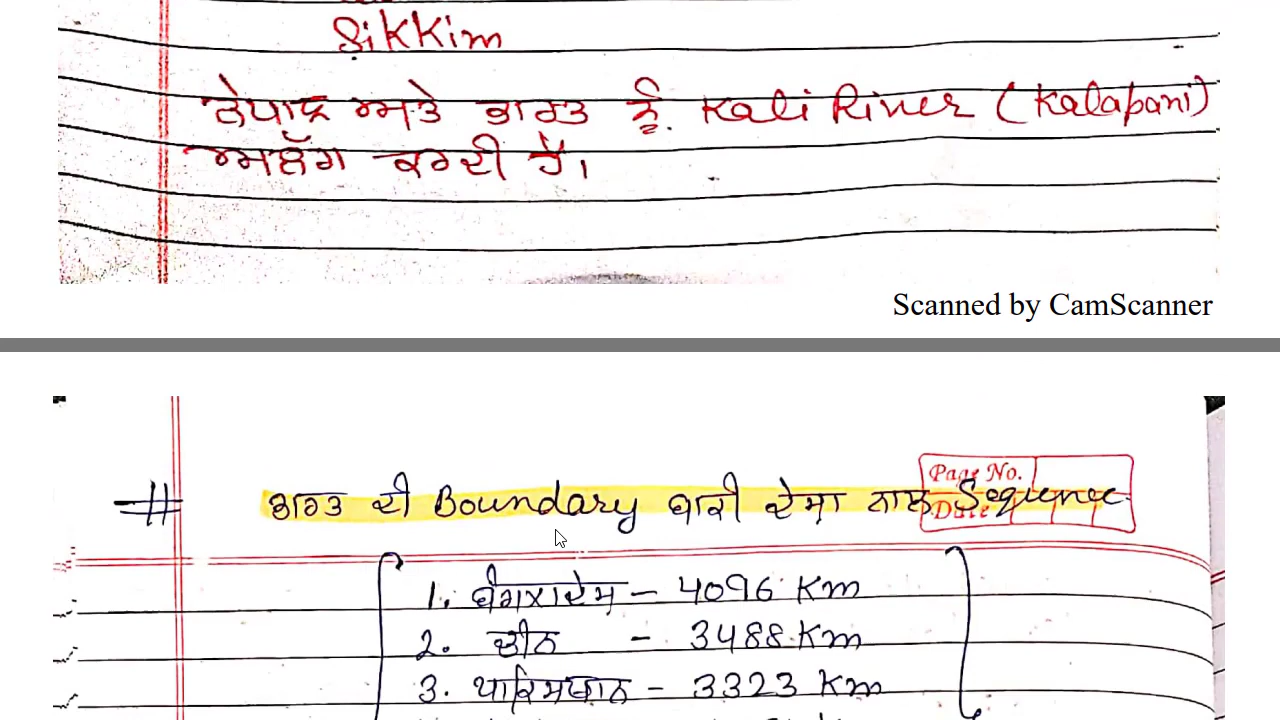 Sikkim
ਨੇਪਾਲ ਅਤੇ ਭਾਰਤ ਨੂੰ Kali River (Kalapani)
ਅਲੱਗ ਕਰਦੀ ਹੈ।
Scanned by CamScanner
Page No.
# ਭਾਰਤ ਦੀ Boundary ਬਾਕੀ ਦੇਸ਼ਾ ਨਾਲ Sequence
Date
1. ਬੰਗਲਾਦੇਸ਼ – 4096 Km
2. ਚੀਨ – 3488 Km
3. ਪਾਕਿਸਤਾਨ – 3323 Km